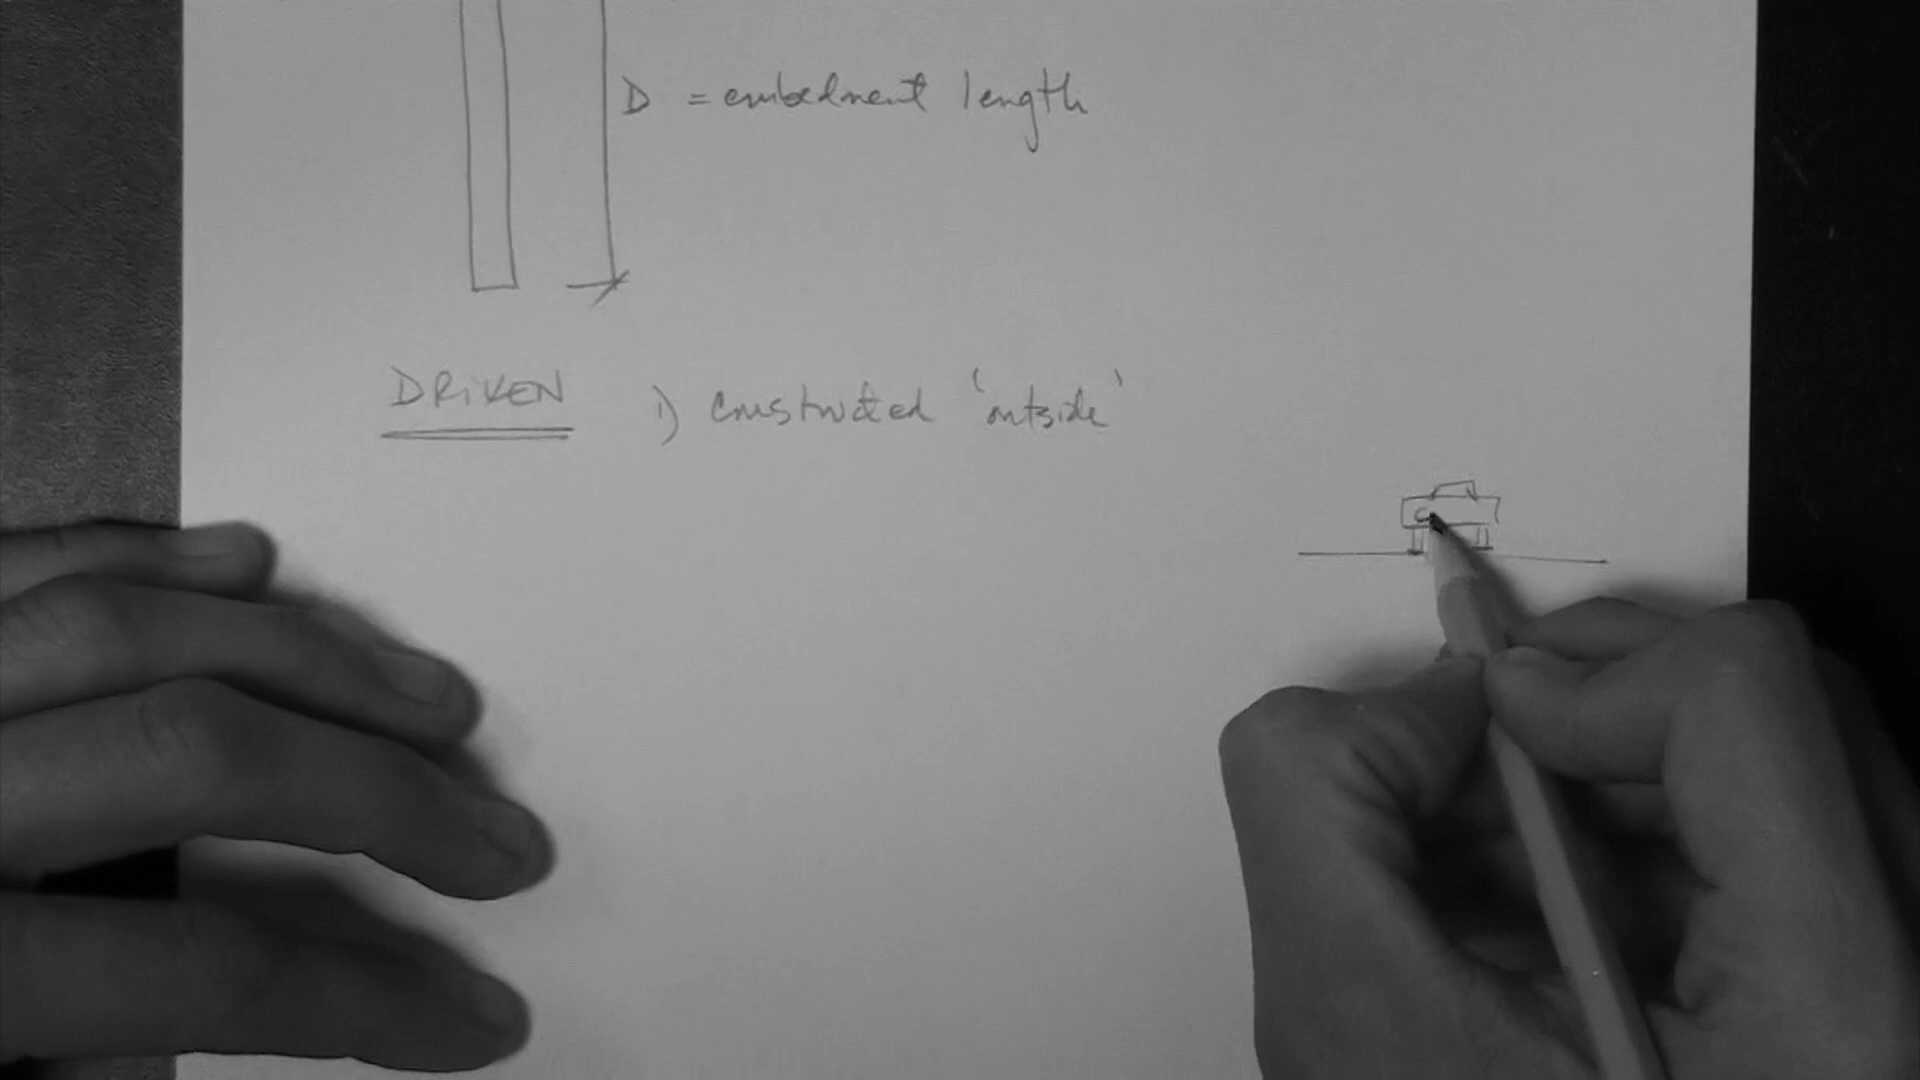 D = embedment length
DRIVEN 1) constructed 'outside'